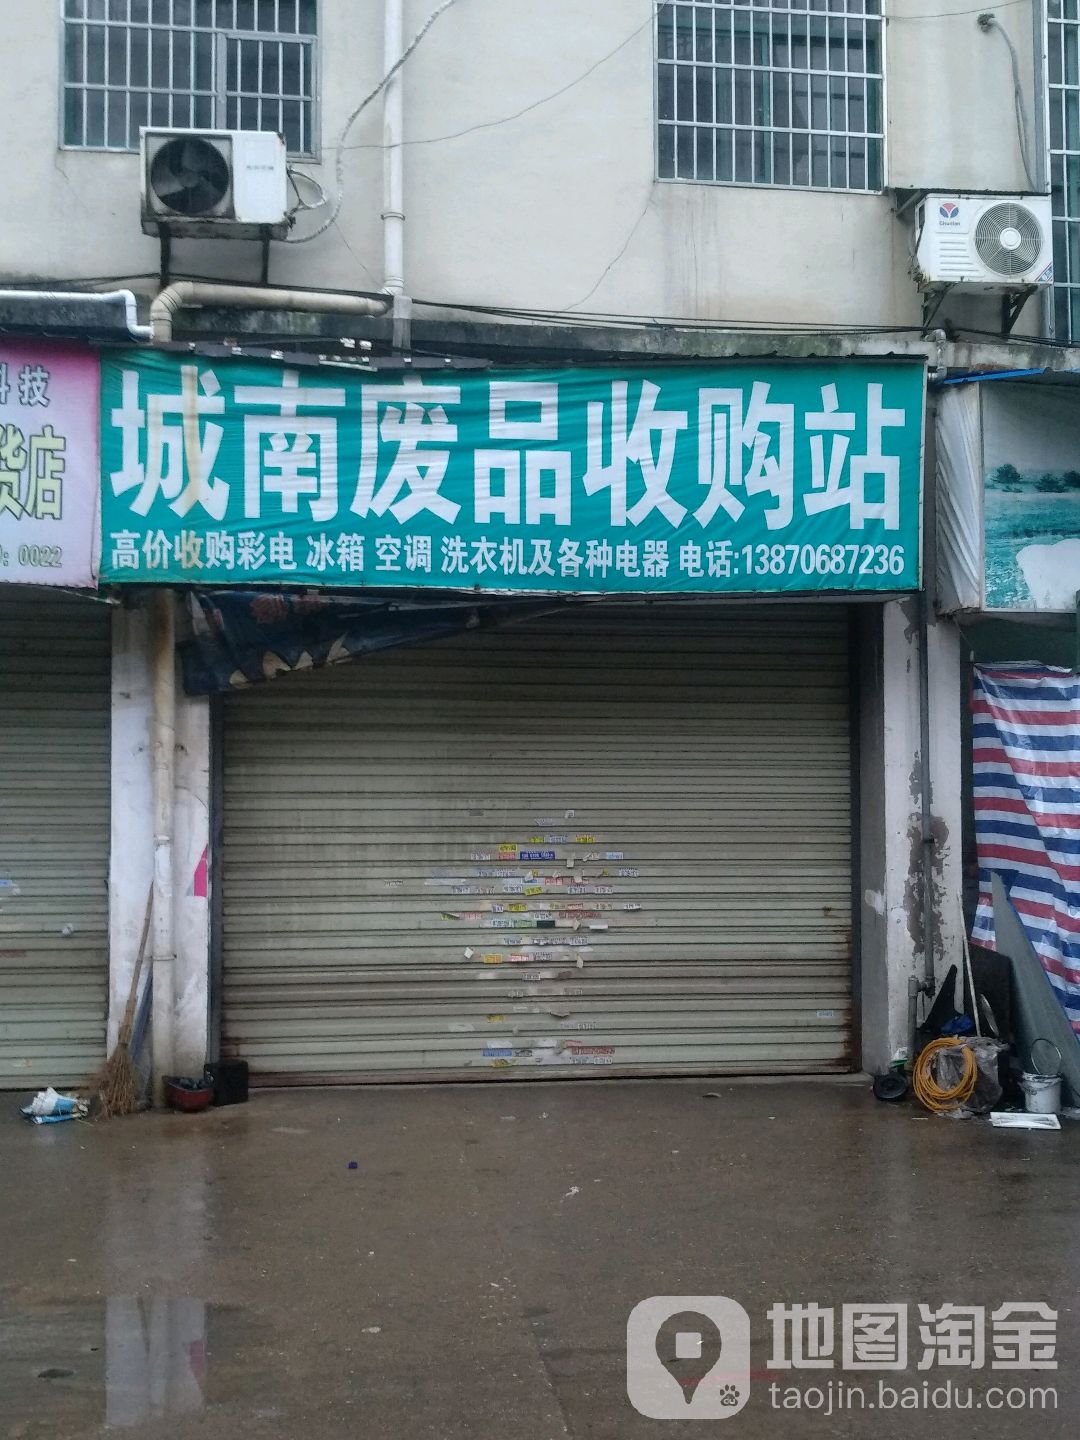 科技
货店
0022
城南废品收购站
高价收购彩电 冰箱 空调 洗衣机及各种电器 电话:13870687236
地图淘金
taojin.baidu.com